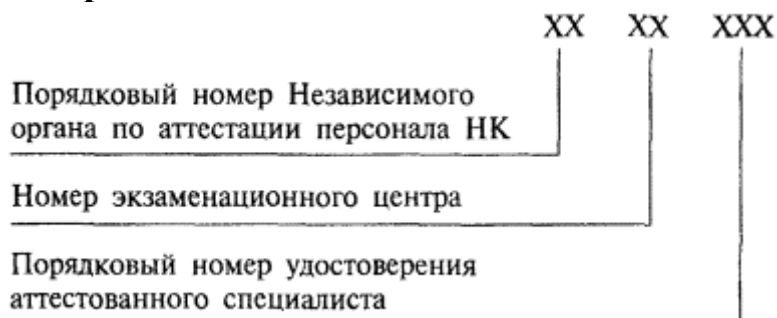 XX XX XXX
Порядковый номер Независимого
органа по аттестации персонала НК
Номер экзаменационного центра
Порядковый номер удостоверения
аттестованного специалиста